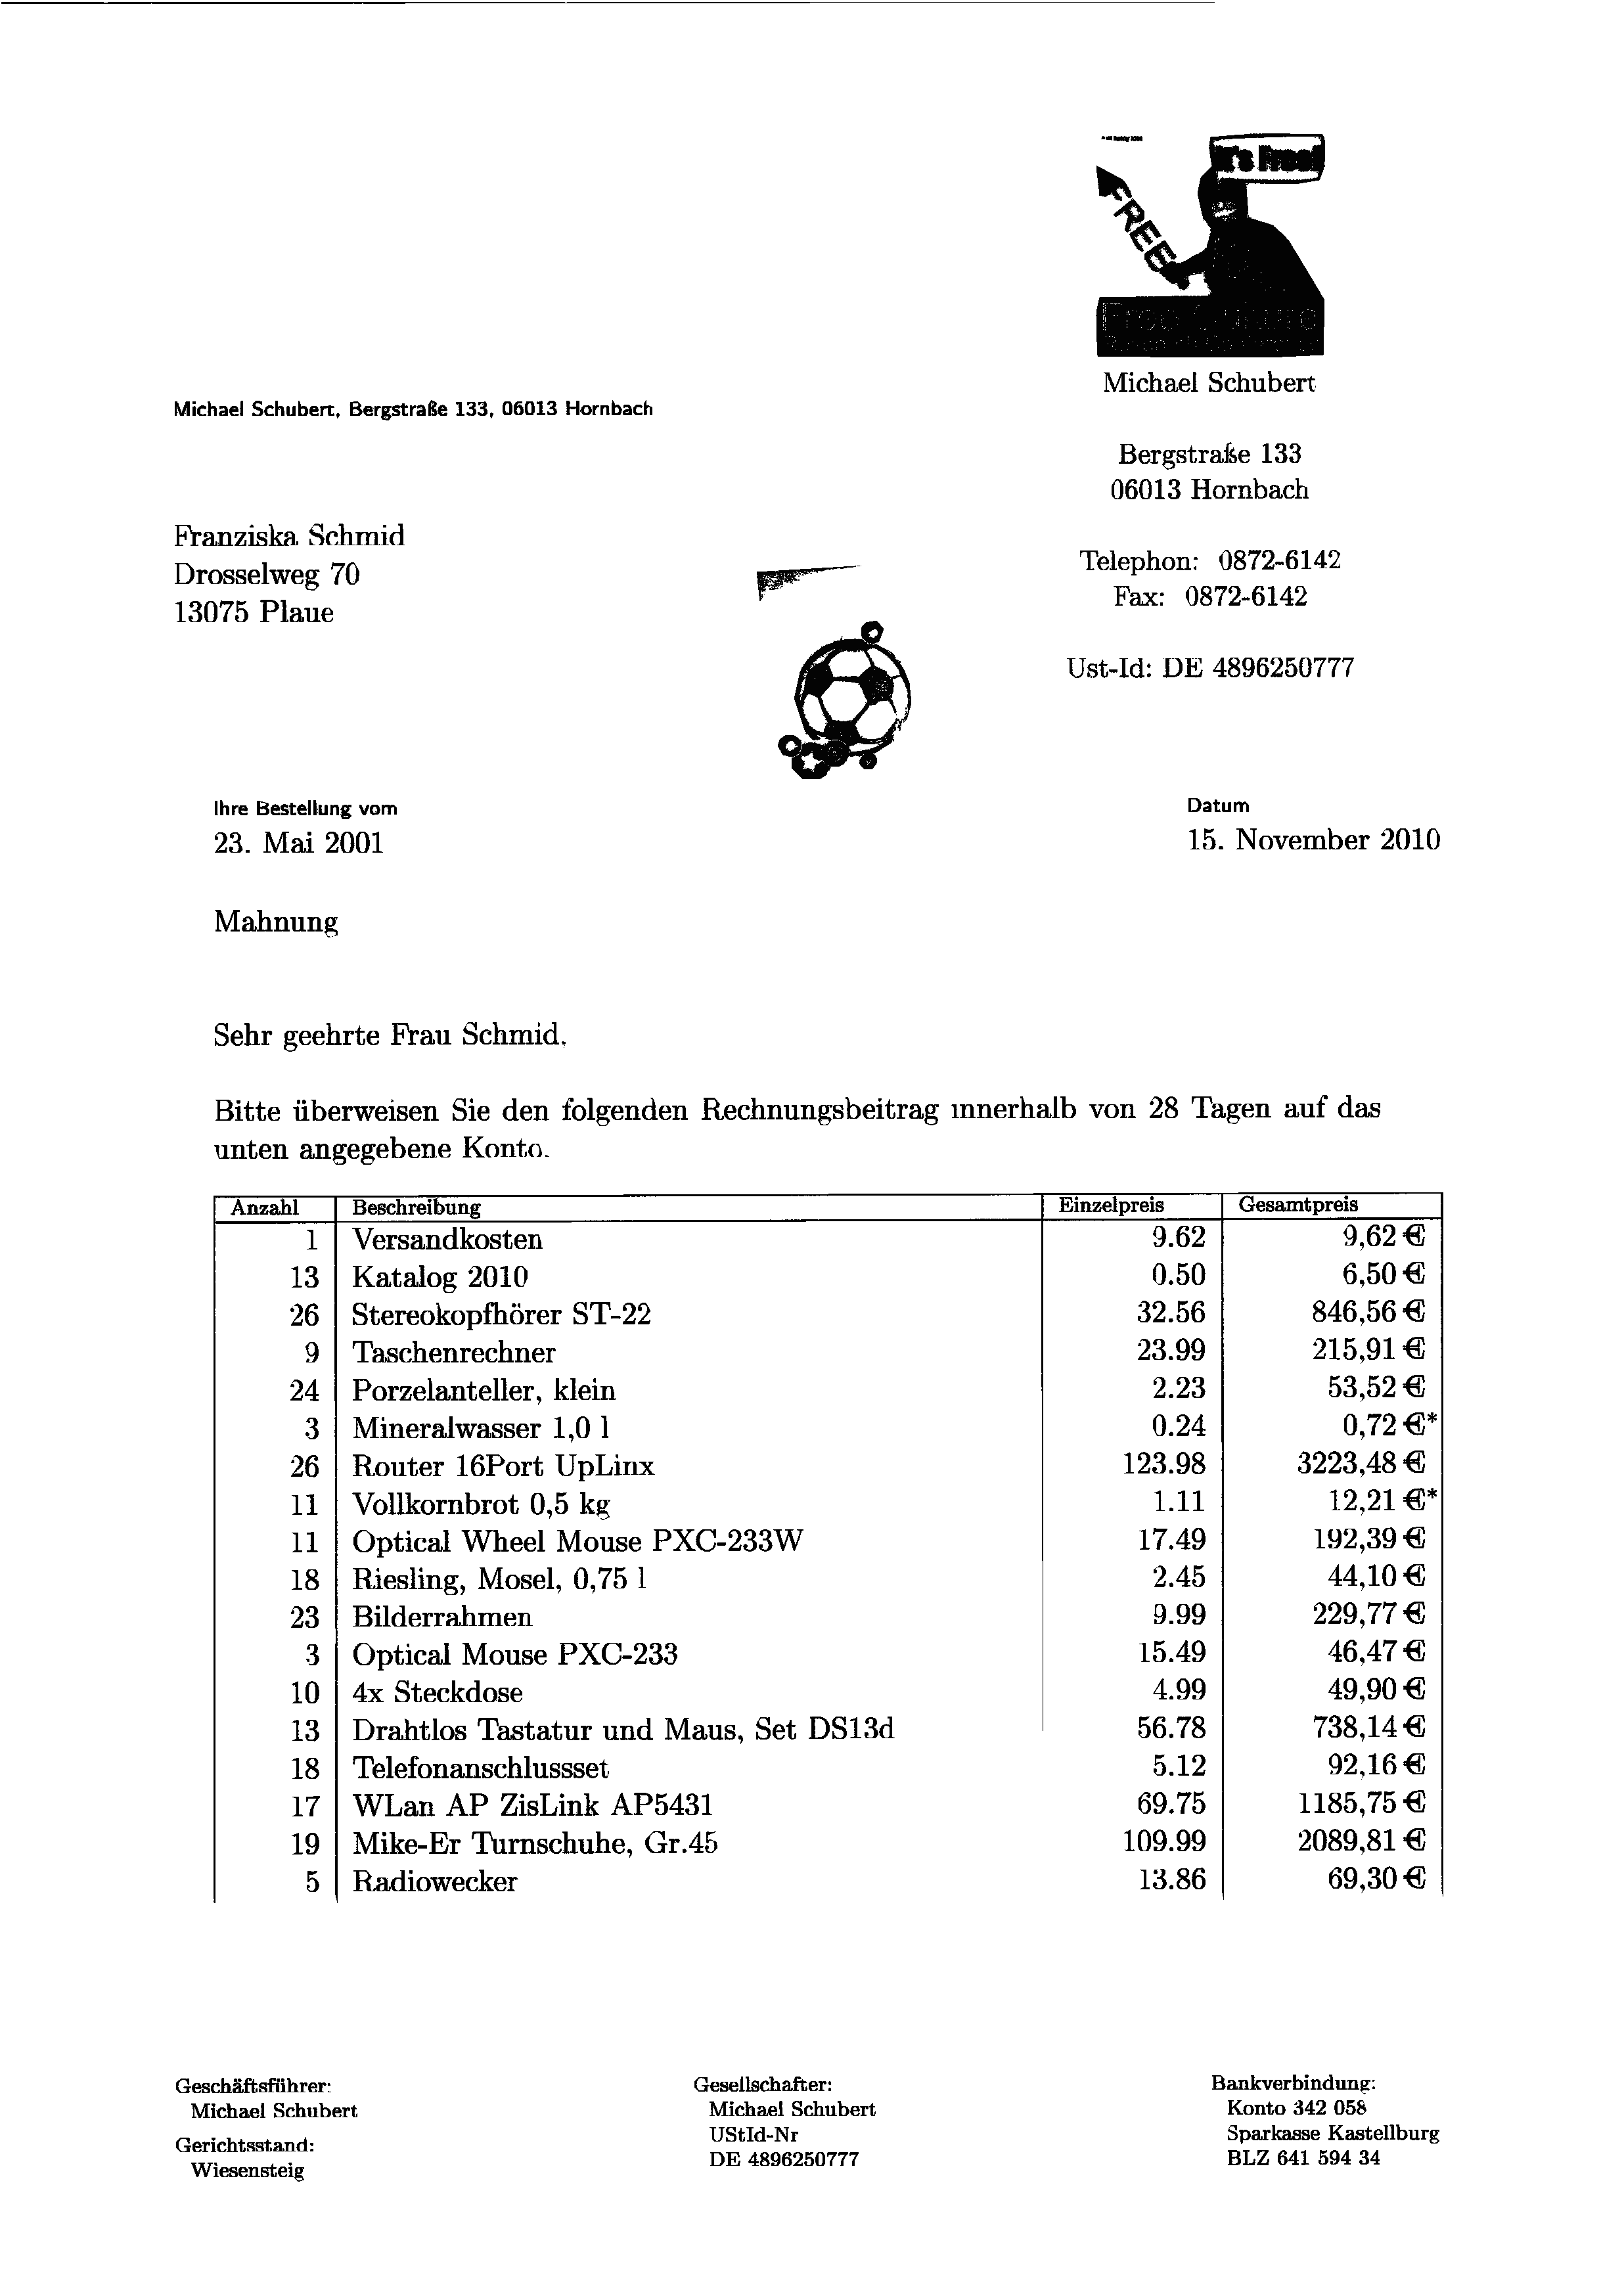 It's Free!
FREE
Michael Schubert
Michael Schubert, Bergstraße 133, 06013 Hornbach
Bergstraße 133
06013 Hornbach
Franziska Schmid
Drosselweg 70
13075 Plaue
Telephon: 0872-6142
Fax: 0872-6142
Ust-Id: DE 4896250777
Ihre Bestellung vom
23. Mai 2001
Datum
15. November 2010
Mahnung
Sehr geehrte Frau Schmid.
Bitte überweisen Sie den folgenden Rechnungsbeitrag innerhalb von 28 Tagen auf das
unten angegebene Konto.
Anzahl Beschreibung Einzelpreis Gesamtpreis
1 Versandkosten 9.62 9,62 €
13 Katalog 2010 0.50 6,50 €
26 Stereokopfhörer ST-22 32.56 846,56 €
9 Taschenrechner 23.99 215,91 €
24 Porzelanteller, klein 2.23 53,52 €
3 Mineralwasser 1,0 l 0.24 0,72 €*
26 Router 16Port UpLinx 123.98 3223,48 €
11 Vollkornbrot 0,5 kg 1.11 12,21 €*
11 Optical Wheel Mouse PXC-233W 17.49 192,39 €
18 Riesling, Mosel, 0,75 l 2.45 44,10 €
23 Bilderrahmen 9.99 229,77 €
3 Optical Mouse PXC-233 15.49 46,47 €
10 4x Steckdose 4.99 49,90 €
13 Drahtlos Tastatur und Maus, Set DS13d 56.78 738,14 €
18 Telefonanschlussset 5.12 92,16 €
17 WLan AP ZisLink AP5431 69.75 1185,75 €
19 Mike-Er Turnschuhe, Gr.45 109.99 2089,81 €
5 Radiowecker 13.86 69,30 €
Geschäftsführer:
Michael Schubert
Gerichtsstand:
Wiesensteig
Gesellschafter:
Michael Schubert
UStId-Nr
DE 4896250777
Bankverbindung:
Konto 342 058
Sparkasse Kastellburg
BLZ 641 594 34